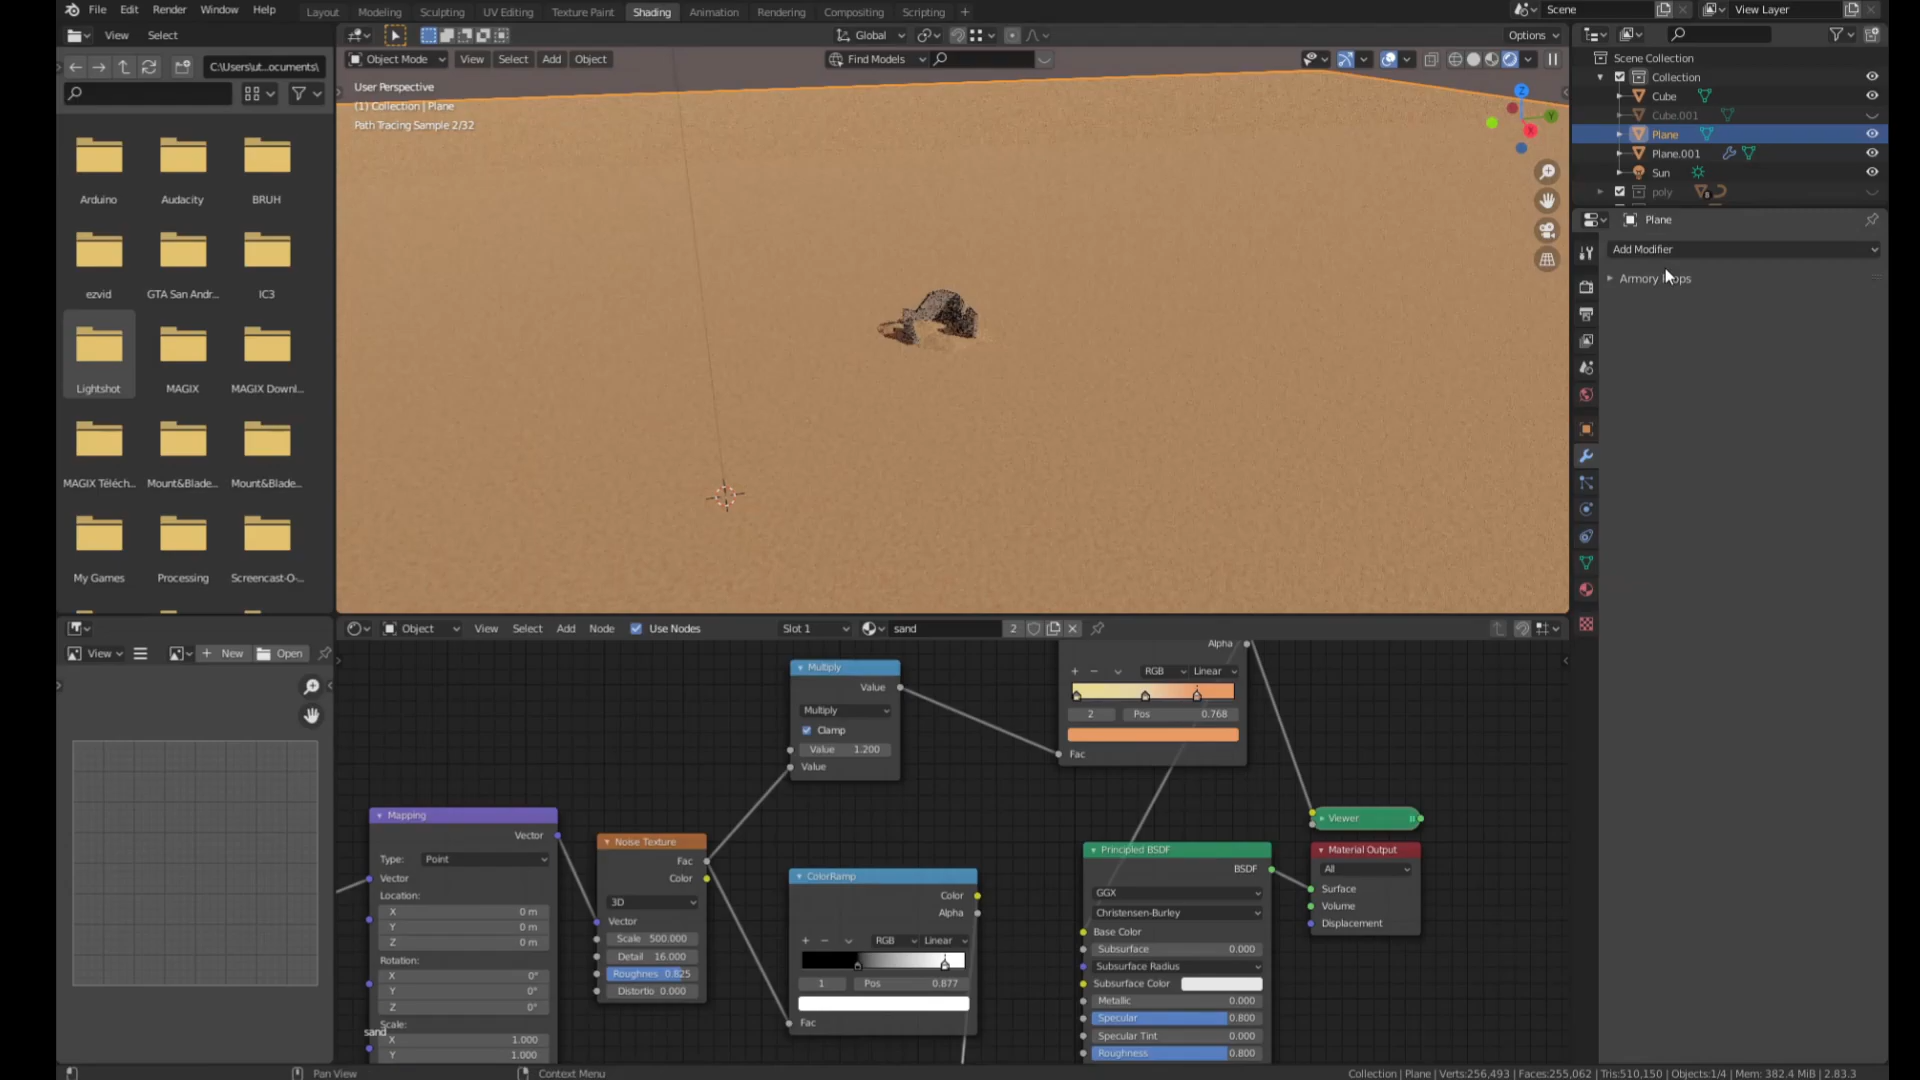 File Edit Render Window Help Layout Modeling Sculpting UV Editing Texture Paint Shading Animation Rendering Compositing Scripting + Scene View Layer
View Select Global Options
C:\Users\ut...ocuments\ Object Mode View Select Add Object Find Models
User Perspective
(1) Collection | Plane
Path Tracing Sample 2/32
Z
Y
X
Scene Collection
Collection
Cube
Cube.001
Plane
Plane.001
Sun
poly
Plane
Add Modifier
Arduino Audacity BRUH
ezvid GTA San Andr... IC3
Lightshot MAGIX MAGIX Downl...
MAGIX Téléch... Mount&Blade... Mount&Blade...
My Games Processing Screencast-O-...
Object View Select Add Node Use Nodes Slot 1 sand 2
View New Open
Multiply
Value
Multiply
Clamp
Value 1.200
Value
Alpha
RGB Linear
2 Pos 0.768
Fac
Mapping
Vector
Type: Point
Vector
Location:
X 0 m
Y 0 m
Z 0 m
Rotation:
X 0°
Y 0°
Z 0°
Scale:
X 1.000
Y 1.000
sand
Noise Texture
Fac
Color
3D
Vector
Scale 500.000
Detail 16.000
Roughnes 0.825
Distortio 0.000
ColorRamp
Color
Alpha
RGB Linear
1 Pos 0.877
Fac
Principled BSDF
BSDF
GGX
Christensen-Burley
Base Color
Subsurface 0.000
Subsurface Radius
Subsurface Color
Metallic 0.000
Specular 0.800
Specular Tint 0.000
Roughness 0.800
Viewer
Material Output
All
Surface
Volume
Displacement
Pan View Context Menu Collection | Plane | Verts:256,493 | Faces:255,062 | Tris:510,150 | Objects:1/4 | Mem: 382.4 MiB | 2.83.3